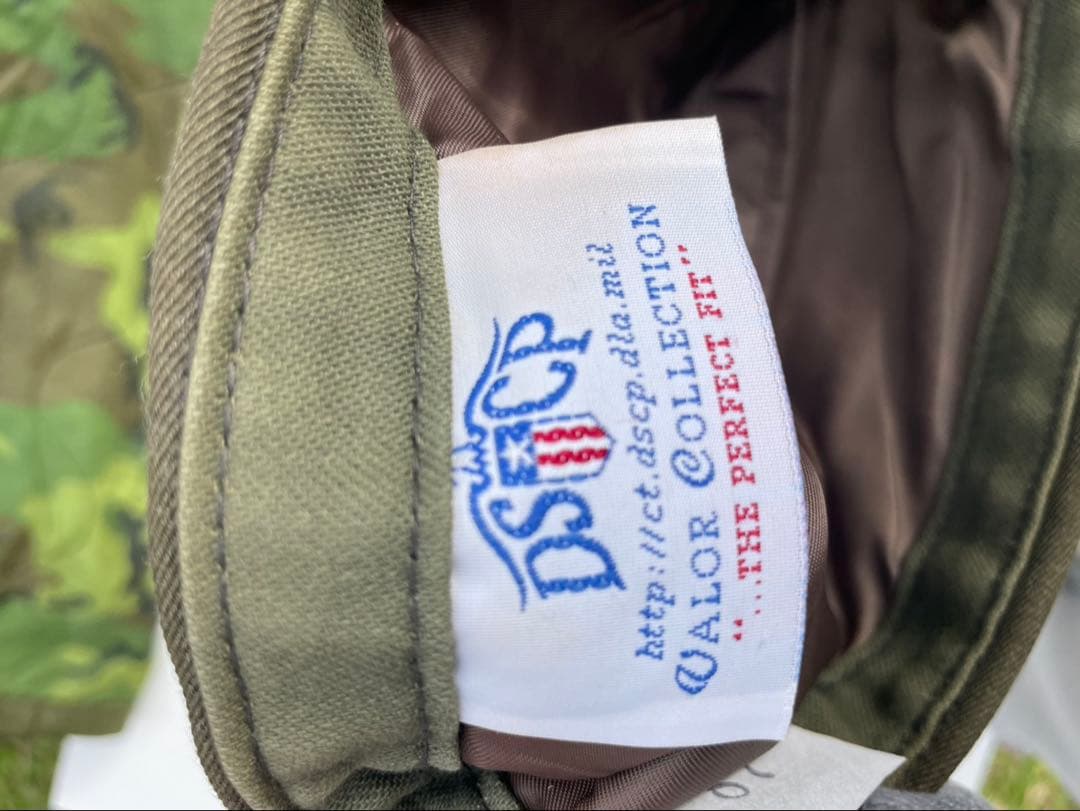 DSCP
http://ct.dscp.dla.mil
VALOR COLLECTION
“...THE PERFECT FIT”